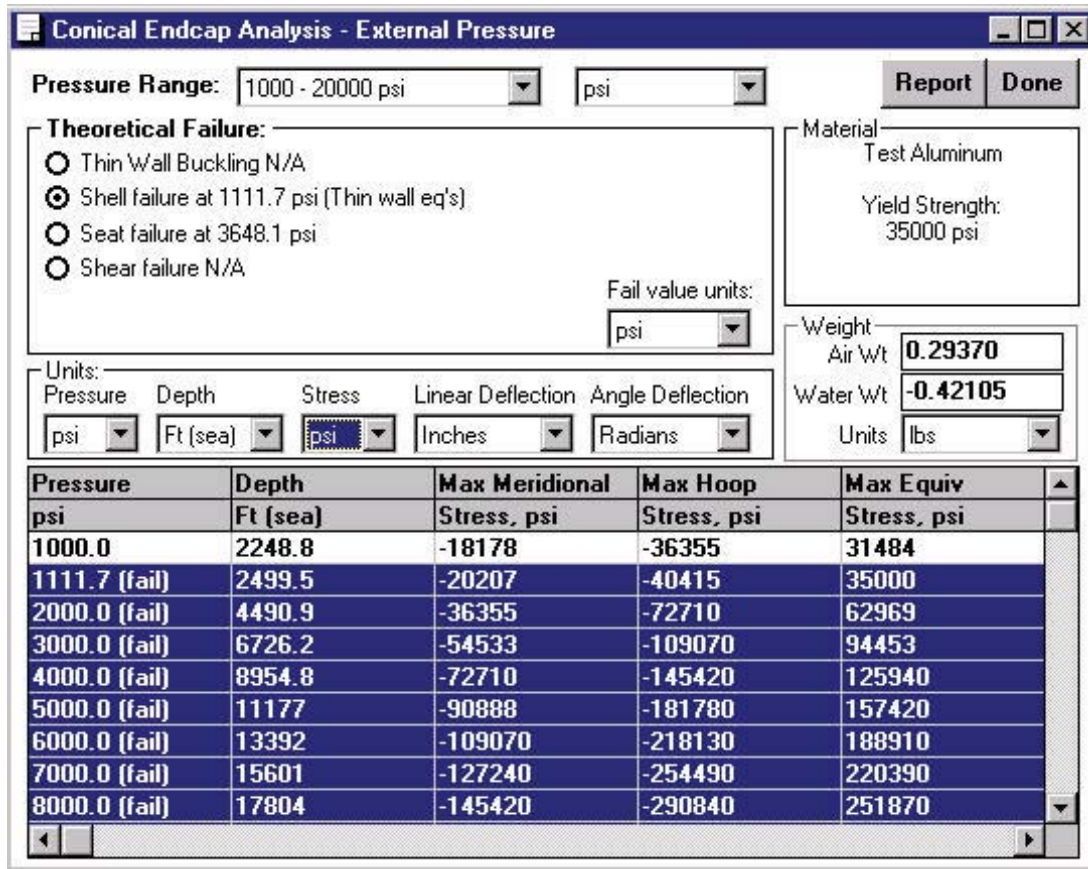 Conical Endcap Analysis - External Pressure
Pressure Range: 1000 - 20000 psi psi Report Done
Theoretical Failure:
Thin Wall Buckling N/A
Shell failure at 1111.7 psi (Thin wall eq's)
Seat failure at 3648.1 psi
Shear failure N/A
Fail value units:
psi
Material
Test Aluminum
Yield Strength:
35000 psi
Weight
Air Wt 0.29370
Water Wt -0.42105
Units lbs
Units:
Pressure Depth Stress Linear Deflection Angle Deflection
psi Ft (sea) psi Inches Radians
Pressure Depth Max Meridional Max Hoop Max Equiv
psi Ft (sea) Stress, psi Stress, psi Stress, psi
1000.0 2248.8 -18178 -36355 31484
1111.7 (fail) 2499.5 -20207 -40415 35000
2000.0 (fail) 4490.9 -36355 -72710 62969
3000.0 (fail) 6726.2 -54533 -109070 94453
4000.0 (fail) 8954.8 -72710 -145420 125940
5000.0 (fail) 11177 -90888 -181780 157420
6000.0 (fail) 13392 -109070 -218130 188910
7000.0 (fail) 15601 -127240 -254490 220390
8000.0 (fail) 17804 -145420 -290840 251870